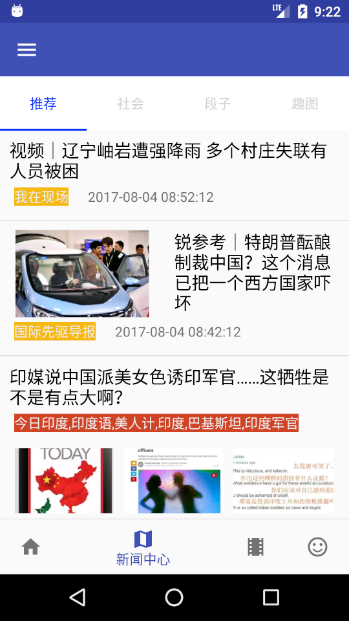 LTE 9:22
推荐 社会 段子 趣图
视频｜辽宁岫岩遭强降雨 多个村庄失联有
人员被困
我在现场 2017-08-04 08:52:12
锐参考｜特朗普酝酿
制裁中国？这个消息
已把一个西方国家吓
坏
国际先驱导报 2017-08-04 08:42:12
印媒说中国派美女色诱印军官……这牺牲是
不是有点大啊？
今日印度,印度语,美人计,印度,巴基斯坦,印度军官
TODAY
officers
新闻中心